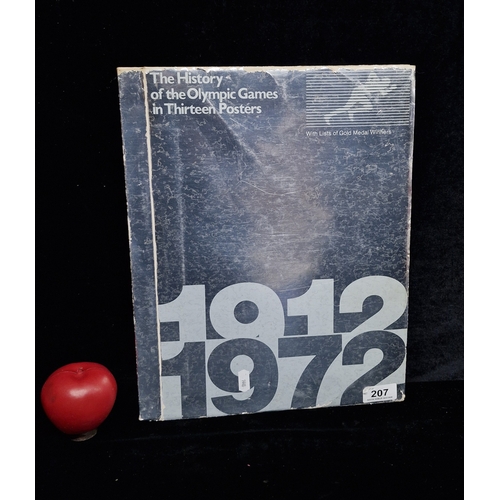 The History
of the Olympic Games
in Thirteen Posters
With Lists of Gold Medal Winners
1912
1972
207